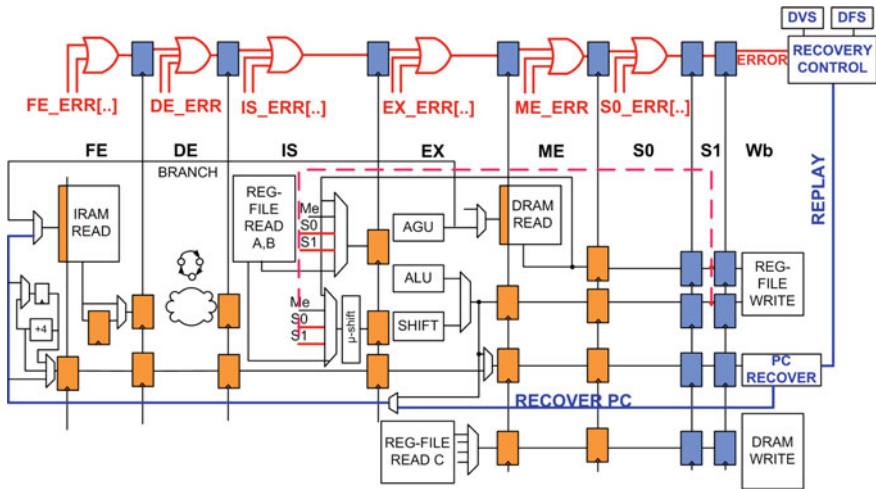 DVS DFS
RECOVERY
CONTROL
ERROR
FE_ERR[..] DE_ERR IS_ERR[..] EX_ERR[..] ME_ERR S0_ERR[..]
FE DE IS EX ME S0 S1 Wb
BRANCH
REPLAY
IRAM
READ
REG-
FILE
READ
A,B
Me
S0
S1
AGU
DRAM
READ
ALU
SHIFT
REG-
FILE
WRITE
+4
Me
S0
S1
μ-shift
PC
RECOVER
RECOVER PC
REG-FILE
READ C
DRAM
WRITE